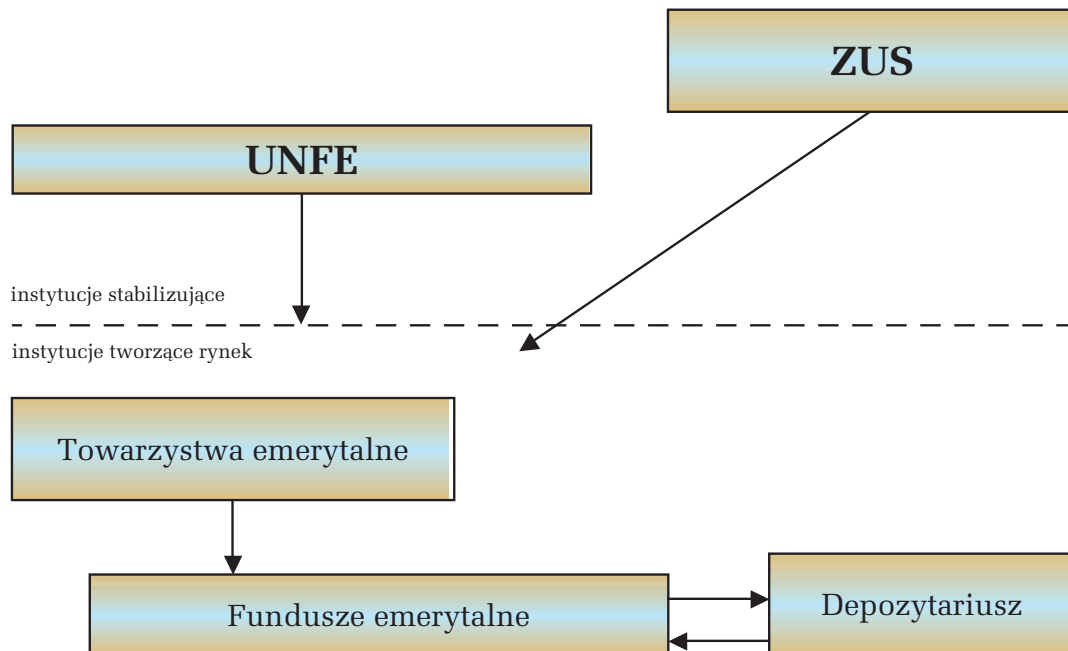 ZUS
UNFE
instytucje stabilizujące
instytucje tworzące rynek
Towarzystwa emerytalne
Fundusze emerytalne
Depozytariusz